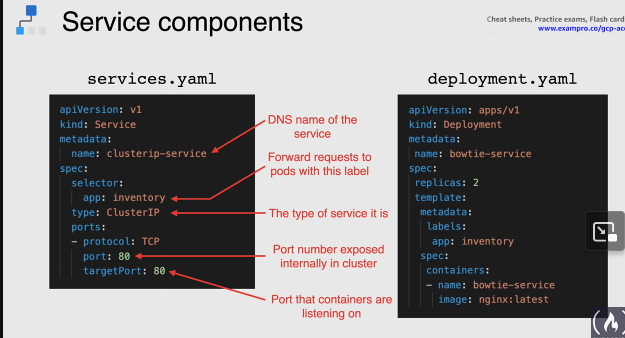 Service components
Cheat sheets, Practice exams, Flash card
www.exampro.co/gcp-ac
services.yaml
apiVersion: v1
kind: Service
metadata:
name: clusterip-service
spec:
selector:
app: inventory
type: ClusterIP
ports:
- protocol: TCP
port: 80
targetPort: 80
DNS name of the
service
Forward requests to
pods with this label
The type of service it is
Port number exposed
internally in cluster
Port that containers are
listening on
deployment.yaml
apiVersion: apps/v1
kind: Deployment
metadata:
name: bowtie-service
spec:
replicas: 2
template:
metadata:
labels:
app: inventory
spec:
containers:
- name: bowtie-service
image: nginx:latest